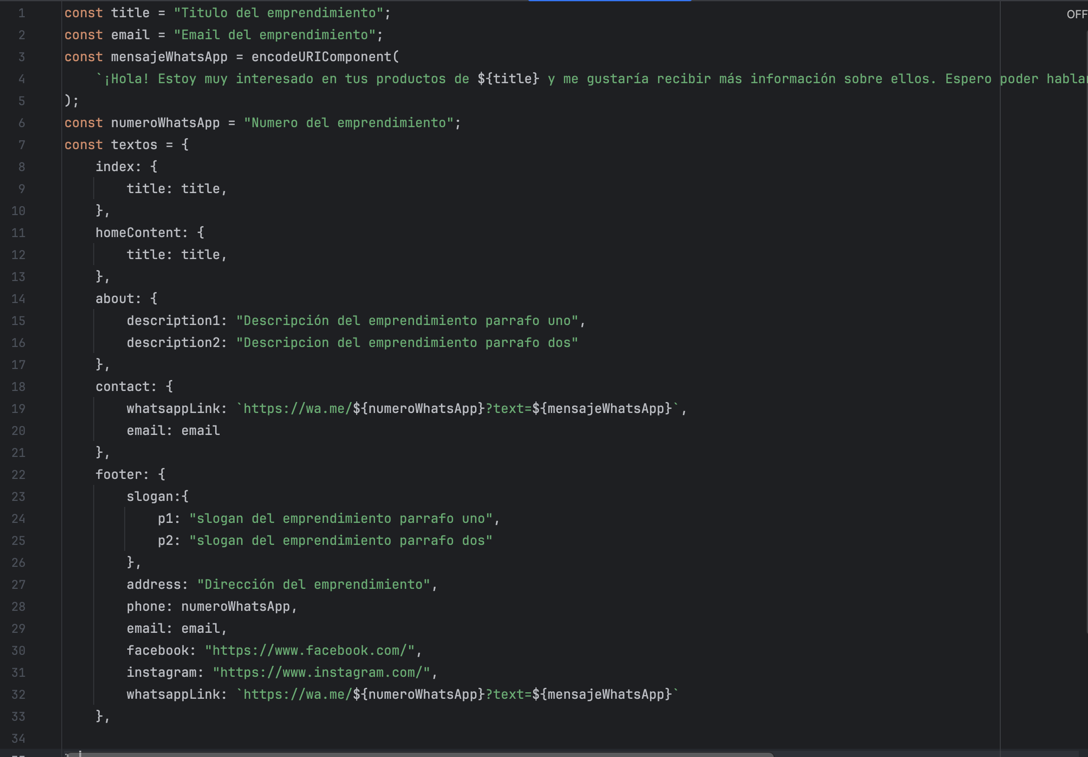 OFF
1 const title = "Titulo del emprendimiento";
2 const email = "Email del emprendimiento";
3 const mensajeWhatsApp = encodeURIComponent(
4 `¡Hola! Estoy muy interesado en tus productos de ${title} y me gustaría recibir más información sobre ellos. Espero poder hablar
5 );
6 const numeroWhatsApp = "Numero del emprendimiento";
7 const textos = {
8 index: {
9 title: title,
10 },
11 homeContent: {
12 title: title,
13 },
14 about: {
15 description1: "Descripción del emprendimiento parrafo uno",
16 description2: "Descripcion del emprendimiento parrafo dos"
17 },
18 contact: {
19 whatsappLink: `https://wa.me/${numeroWhatsApp}?text=${mensajeWhatsApp}`,
20 email: email
21 },
22 footer: {
23 slogan:{
24 p1: "slogan del emprendimiento parrafo uno",
25 p2: "slogan del emprendimiento parrafo dos"
26 },
27 address: "Dirección del emprendimiento",
28 phone: numeroWhatsApp,
29 email: email,
30 facebook: "https://www.facebook.com/",
31 instagram: "https://www.instagram.com/",
32 whatsappLink: `https://wa.me/${numeroWhatsApp}?text=${mensajeWhatsApp}`
33 },
34